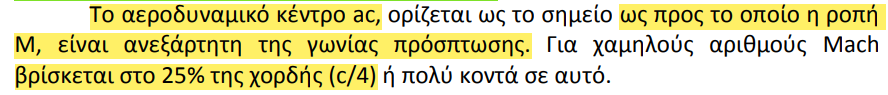 Το αεροδυναμικό κέντρο ac, ορίζεται ως το σημείο ως προς το οποίο η ροπή
Μ, είναι ανεξάρτητη της γωνίας πρόσπτωσης. Για χαμηλούς αριθμούς Mach
βρίσκεται στο 25% της χορδής (c/4) ή πολύ κοντά σε αυτό.